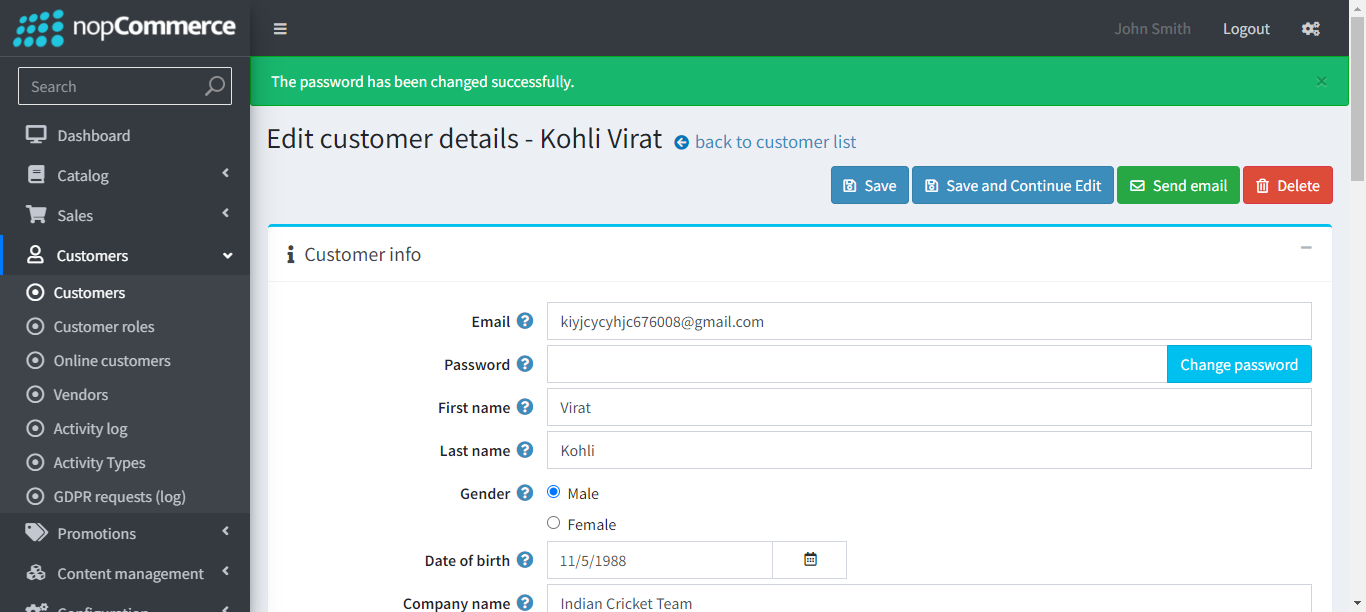 nopCommerce
John Smith
Logout
The password has been changed successfully.
×
Search
Dashboard
Catalog
Sales
Customers
Customers
Customer roles
Online customers
Vendors
Activity log
Activity Types
GDPR requests (log)
Promotions
Content management
Configuration
Edit customer details - Kohli Virat back to customer list
Save
Save and Continue Edit
Send email
Delete
Customer info
Email kiyjcycyhjc676008@gmail.com
Password Change password
First name Virat
Last name Kohli
Gender Male
Female
Date of birth 11/5/1988
Company name Indian Cricket Team